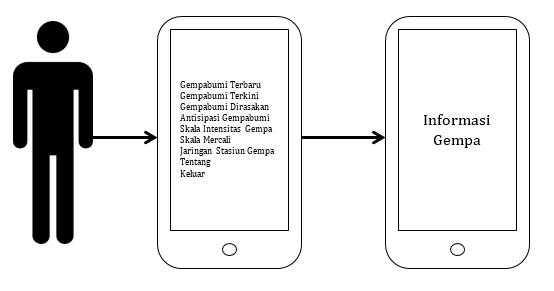 Gempabumi Terbaru
Gempabumi Terkini
Gempabumi Dirasakan
Antisipasi Gempabumi
Skala Intensitas Gempa
Skala Mercali
Jaringan Stasiun Gempa
Tentang
Keluar
Informasi
Gempa